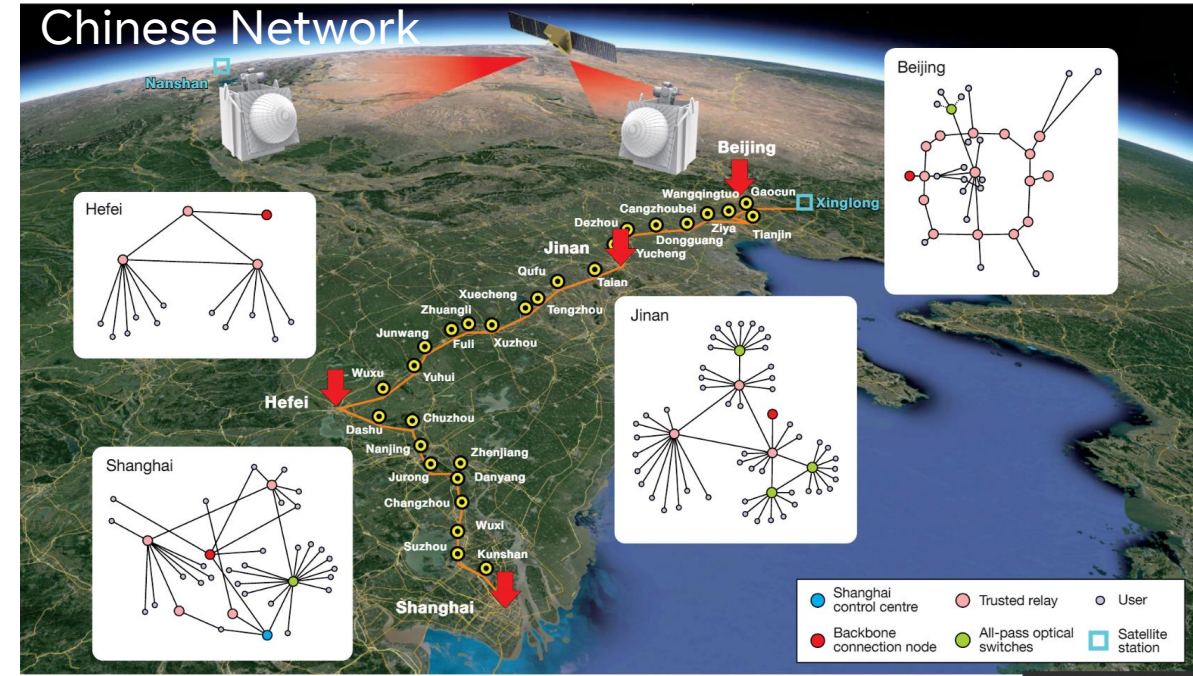 Chinese Network
Nanshan
Beijing
Beijing
Wangqingtuo
Gaocun
Xinglong
Hefei
Cangzhoubei
Dezhou
Ziya
Tianjin
Dongguang
Jinan
Yucheng
Qufu
Taian
Xuecheng
Tengzhou
Jinan
Zhuangli
Junwang
Fuli
Xuzhou
Wuxu
Yuhui
Hefei
Chuzhou
Dashu
Nanjing
Zhenjiang
Shanghai
Jurong
Danyang
Changzhou
Wuxi
Suzhou
Kunshan
Shanghai
Shanghai
control centre
Trusted relay
User
Backbone
connection node
All-pass optical
switches
Satellite
station